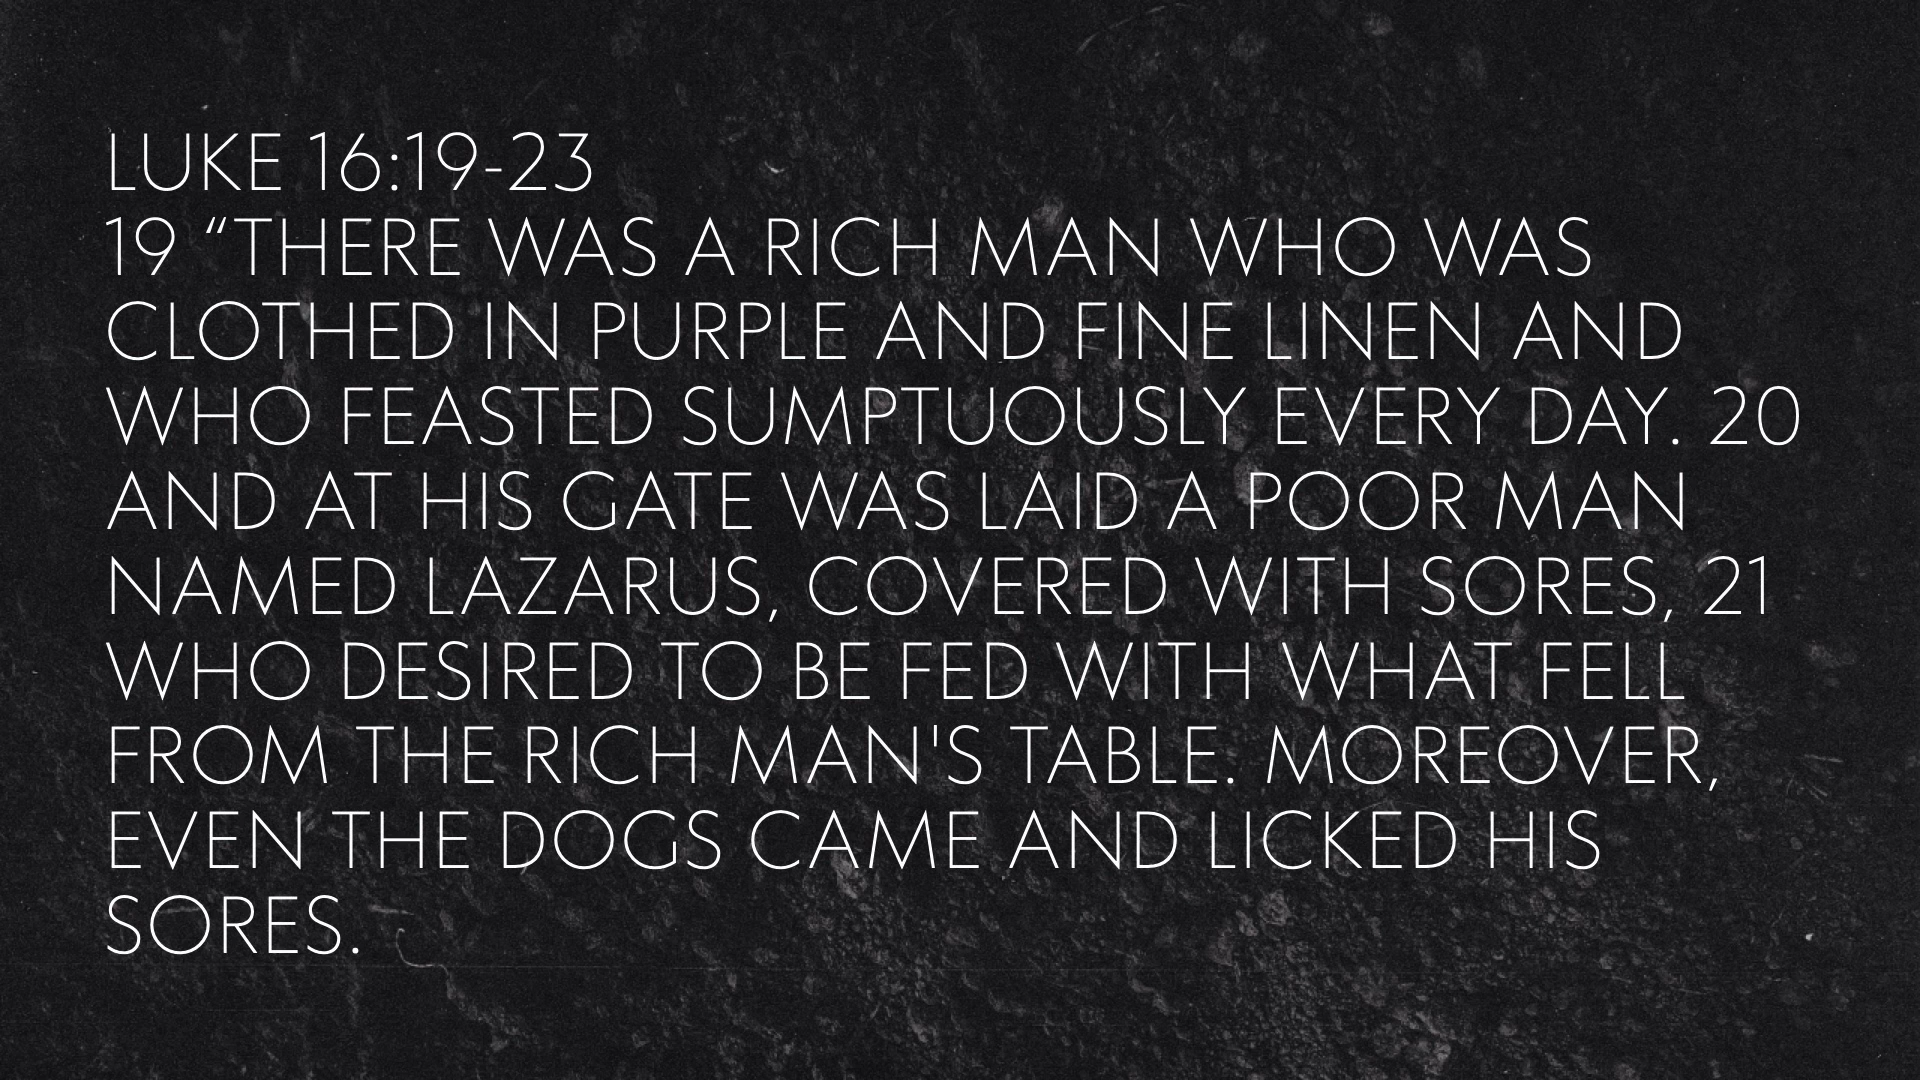 LUKE 16:19-23
19 “THERE WAS A RICH MAN WHO WAS
CLOTHED IN PURPLE AND FINE LINEN AND
WHO FEASTED SUMPTUOUSLY EVERY DAY. 20
AND AT HIS GATE WAS LAID A POOR MAN
NAMED LAZARUS, COVERED WITH SORES, 21
WHO DESIRED TO BE FED WITH WHAT FELL
FROM THE RICH MAN'S TABLE. MOREOVER,
EVEN THE DOGS CAME AND LICKED HIS
SORES.